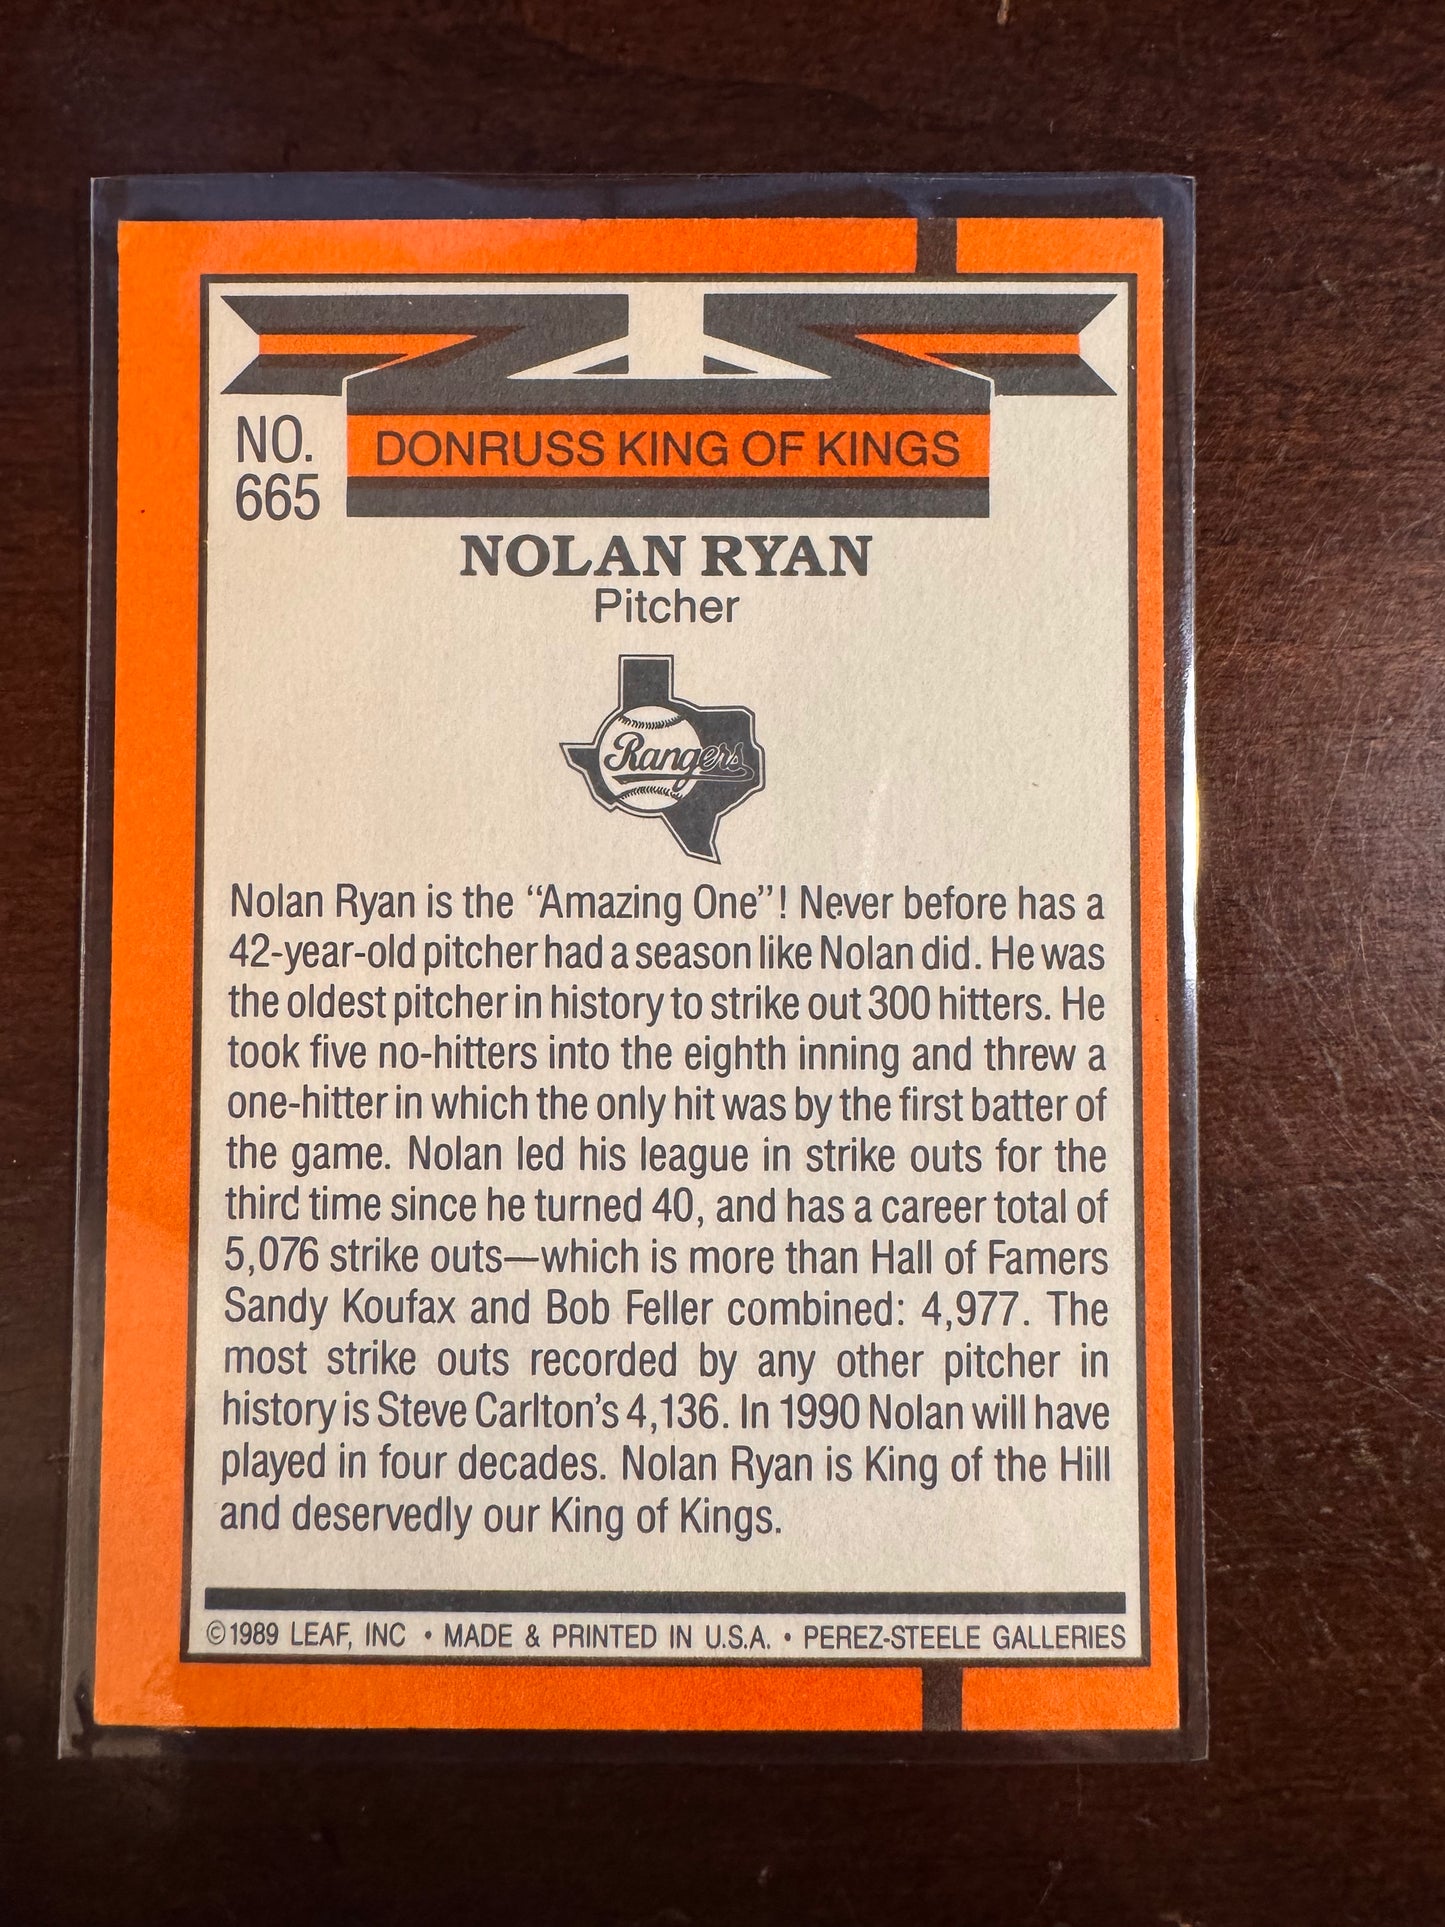 NO.
665
DONRUSS KING OF KINGS
NOLAN RYAN
Pitcher
Rangers
Nolan Ryan is the “Amazing One”! Never before has a
42-year-old pitcher had a season like Nolan did. He was
the oldest pitcher in history to strike out 300 hitters. He
took five no-hitters into the eighth inning and threw a
one-hitter in which the only hit was by the first batter of
the game. Nolan led his league in strike outs for the
third time since he turned 40, and has a career total of
5,076 strike outs—which is more than Hall of Famers
Sandy Koufax and Bob Feller combined: 4,977. The
most strike outs recorded by any other pitcher in
history is Steve Carlton's 4,136. In 1990 Nolan will have
played in four decades. Nolan Ryan is King of the Hill
and deservedly our King of Kings.
©1989 LEAF, INC • MADE & PRINTED IN U.S.A. • PEREZ-STEELE GALLERIES